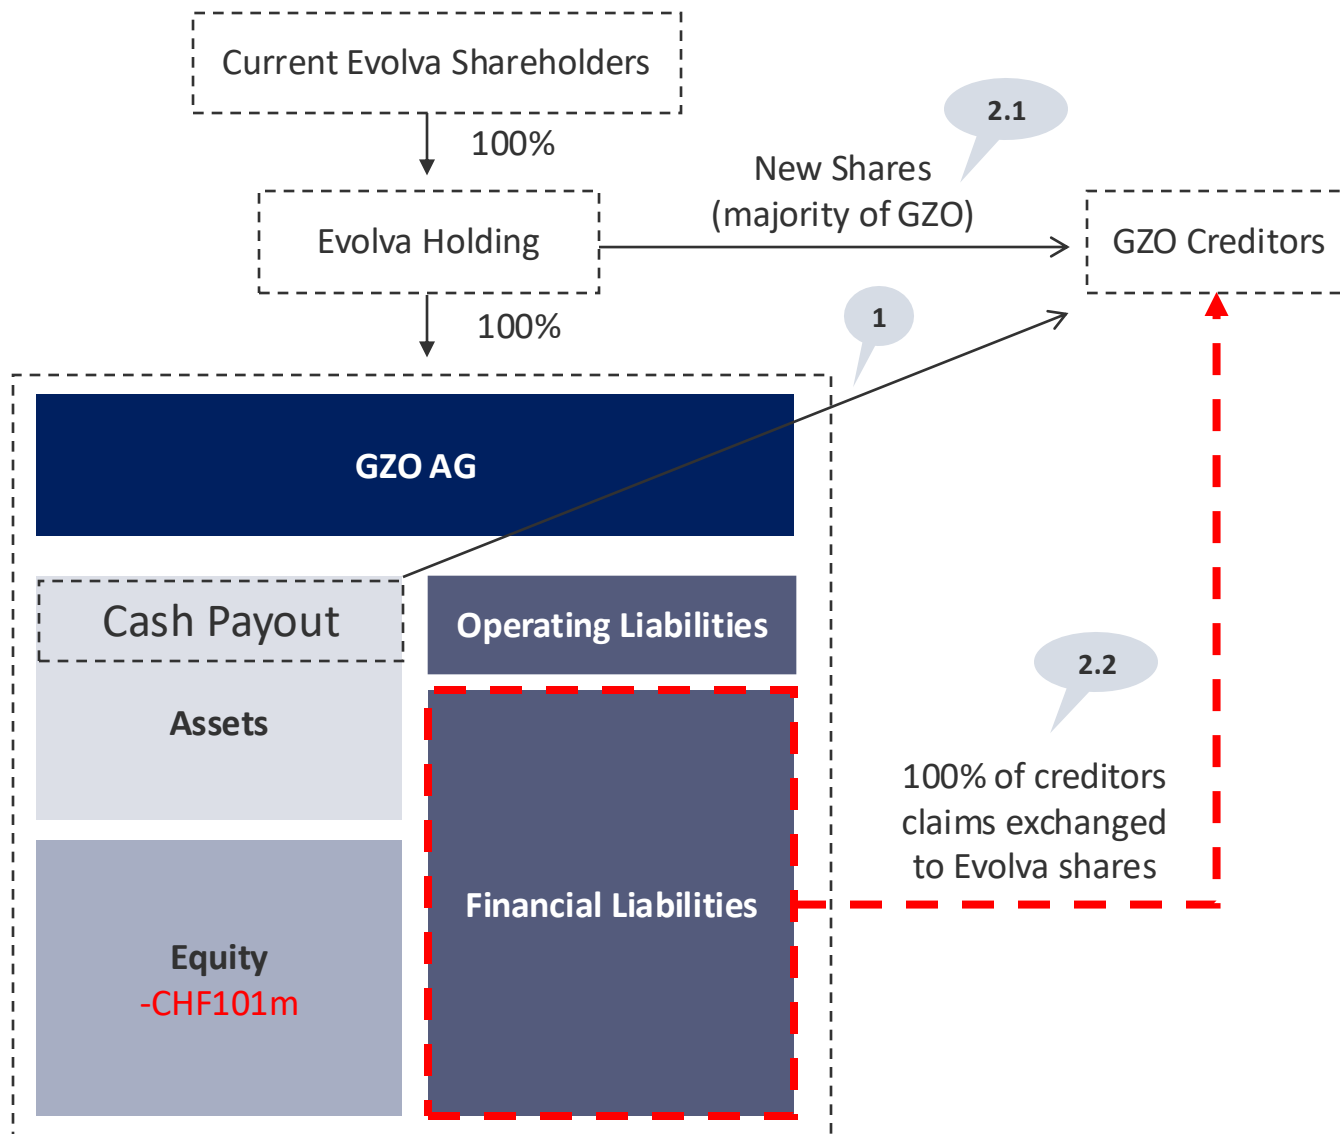 Current Evolva Shareholders
100%
2.1
New Shares
(majority of GZO)
Evolva Holding
GZO Creditors
100%
1
GZO AG
Cash Payout
Operating Liabilities
Assets
2.2
100% of creditors
claims exchanged
to Evolva shares
Financial Liabilities
Equity
-CHF101m